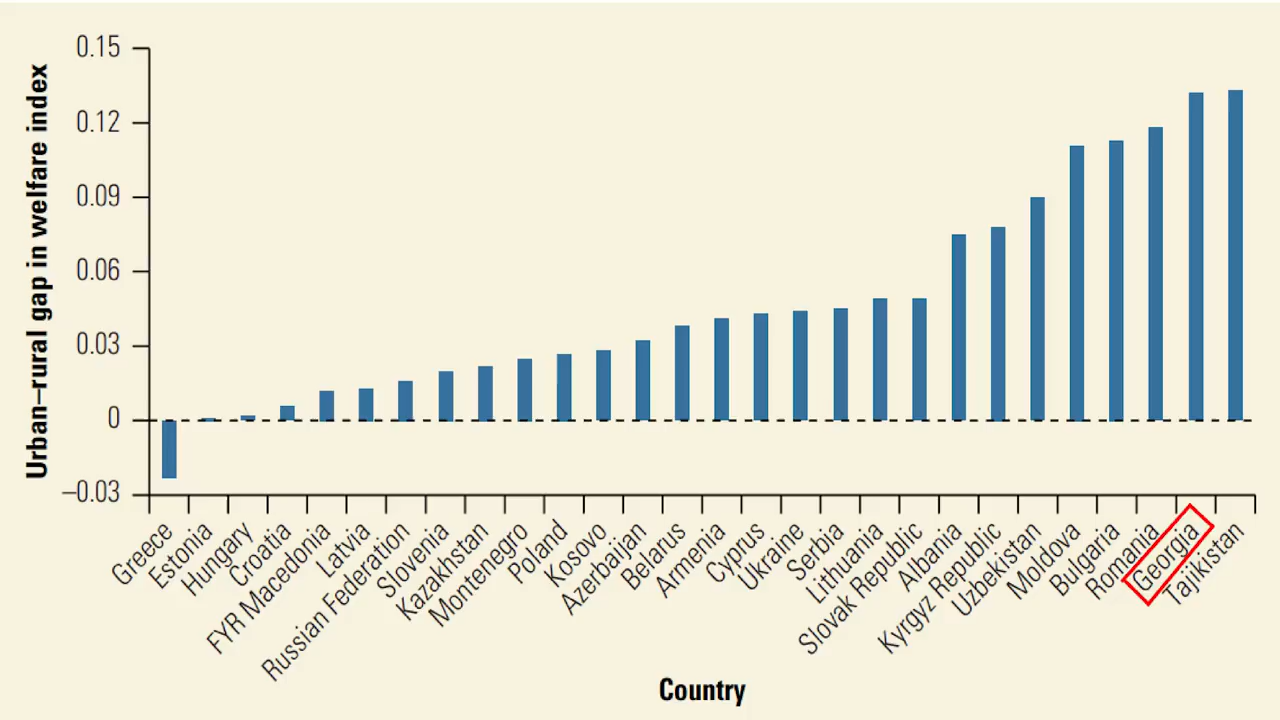 Urban–rural gap in welfare index
0.15
0.12
0.09
0.06
0.03
0
–0.03
Greece
Estonia
Hungary
Croatia
FYR Macedonia
Latvia
Russian Federation
Slovenia
Kazakhstan
Montenegro
Poland
Kosovo
Azerbaijan
Belarus
Armenia
Cyprus
Ukraine
Serbia
Lithuania
Slovak Republic
Albania
Kyrgyz Republic
Uzbekistan
Moldova
Bulgaria
Romania
Georgia
Tajikistan
Country